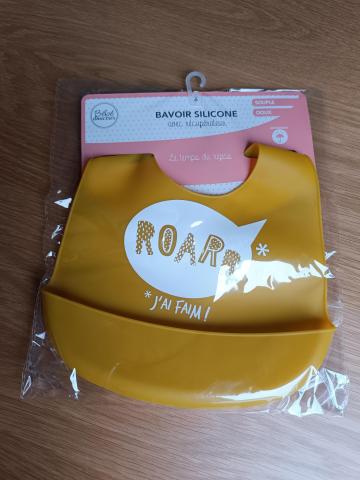 BAVOIR SILICONE
avec récupérateur
SOUPLE
DOUX
Le temps du repas
ROARR
*
* J'AI FAIM !